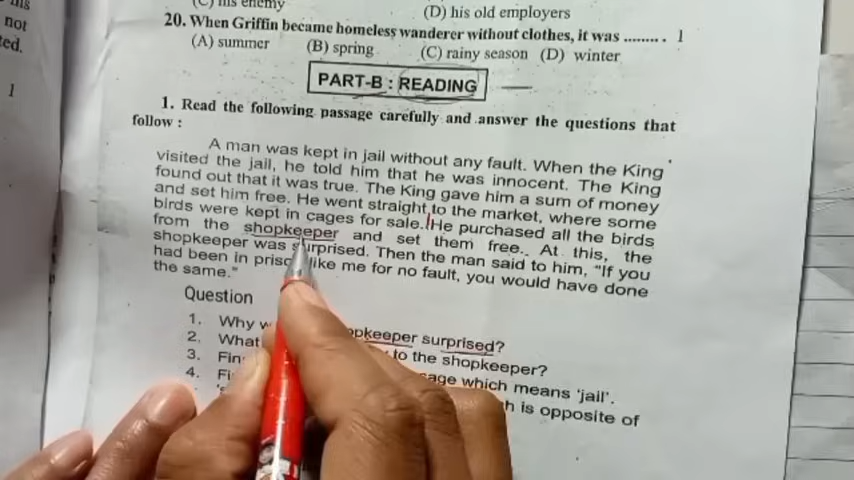 not
ted.
1
(C) his enemy
(D) his old employers
20. When Griffin became homeless wanderer without clothes, it was ........ . 1
(A) summer (B) spring (C) rainy season (D) winter
PART-B : READING
1. Read the following passage carefully and answer the questions that
follow :
A man was kept in jail without any fault. When the King
visited the jail, he told him that he was innocent. The King
found out that it was true. The King gave him a sum of money
and set him free. He went straight to the market, where some
birds were kept in cages for sale. He purchased all the birds
from the shopkeeper and set them free. At this, the
shopkeeper was surprised. Then the man said to him, "If you
had been in prison like me for no fault, you would have done
the same."
Question
1. Why surprised?
2. What to the shopkeeper?
3. which means 'jail'.
4. is opposite of